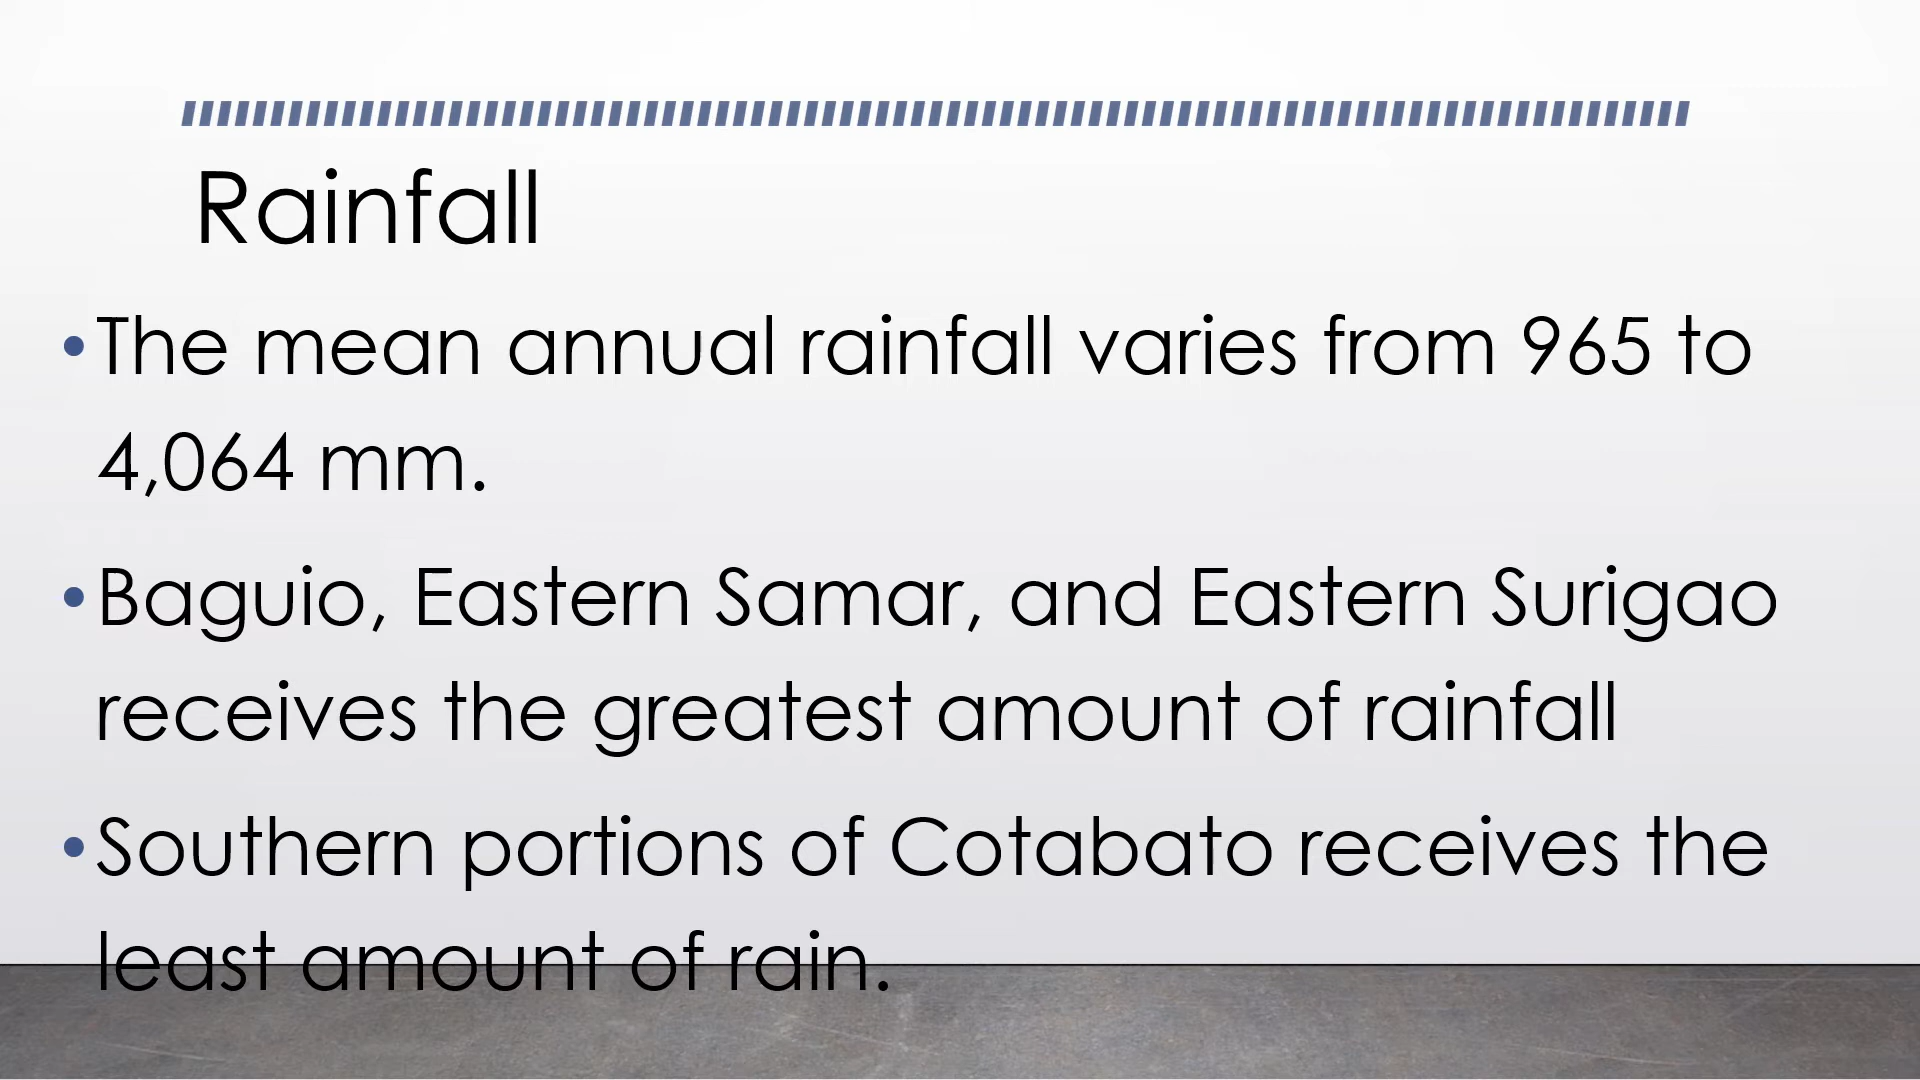 Rainfall
•The mean annual rainfall varies from 965 to
4,064 mm.
•Baguio, Eastern Samar, and Eastern Surigao
receives the greatest amount of rainfall
•Southern portions of Cotabato receives the
least amount of rain.